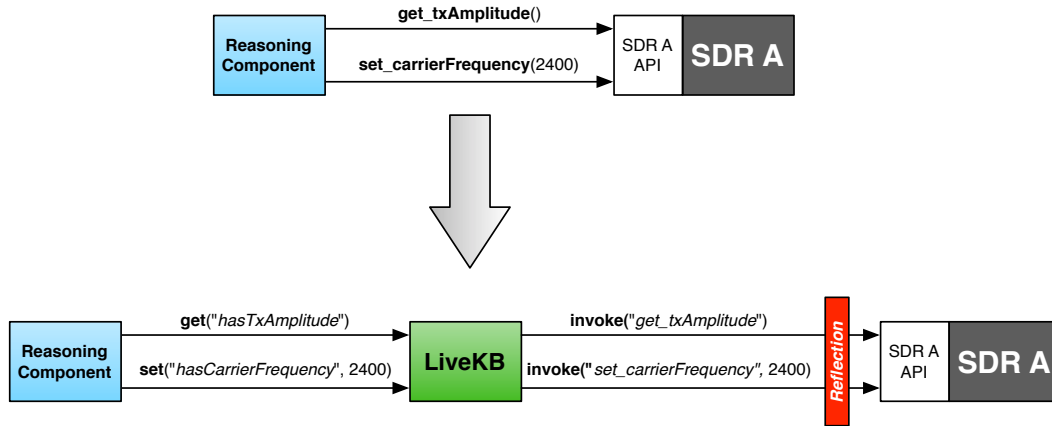 get_txAmplitude()
Reasoning
Component
set_carrierFrequency(2400)
SDR A
API
SDR A
Reasoning
Component
get("hasTxAmplitude")
set("hasCarrierFrequency", 2400)
LiveKB
invoke("get_txAmplitude")
invoke("set_carrierFrequency", 2400)
Reflection
SDR A
API
SDR A